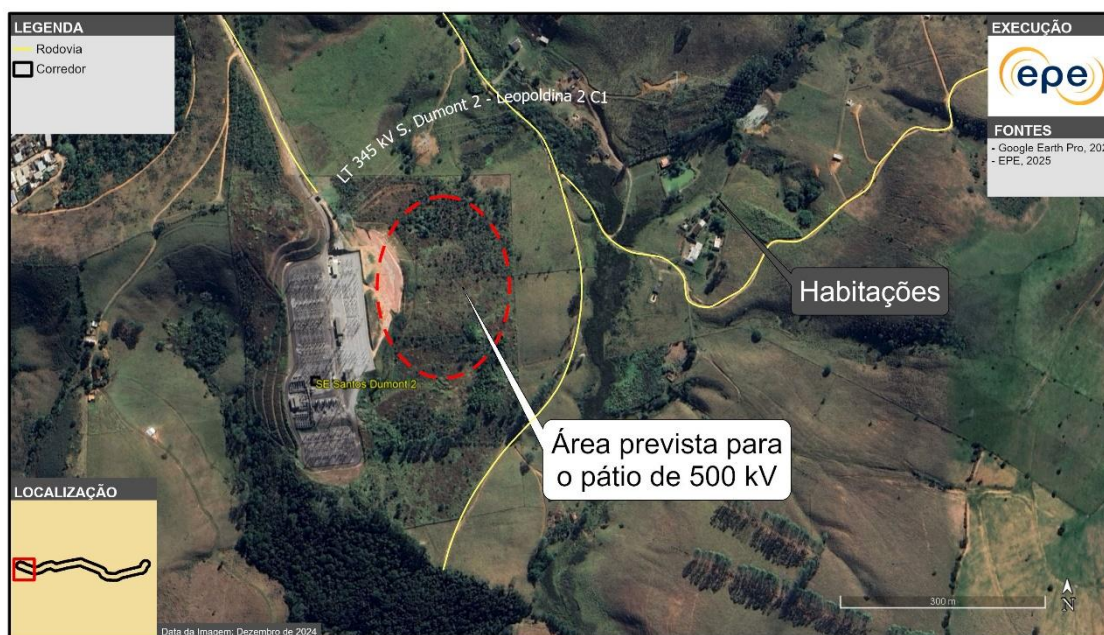 LEGENDA
Rodovia
Corredor
LT 345 kV S. Dumont 2 - Leopoldina 2 C1
EXECUÇÃO
epe
FONTES
- Google Earth Pro, 202
- EPE, 2025
Habitações
SE Santos Dumont 2
Área prevista para
o pátio de 500 kV
LOCALIZAÇÃO
Data da Imagem: Dezembro de 2024
300 m
N